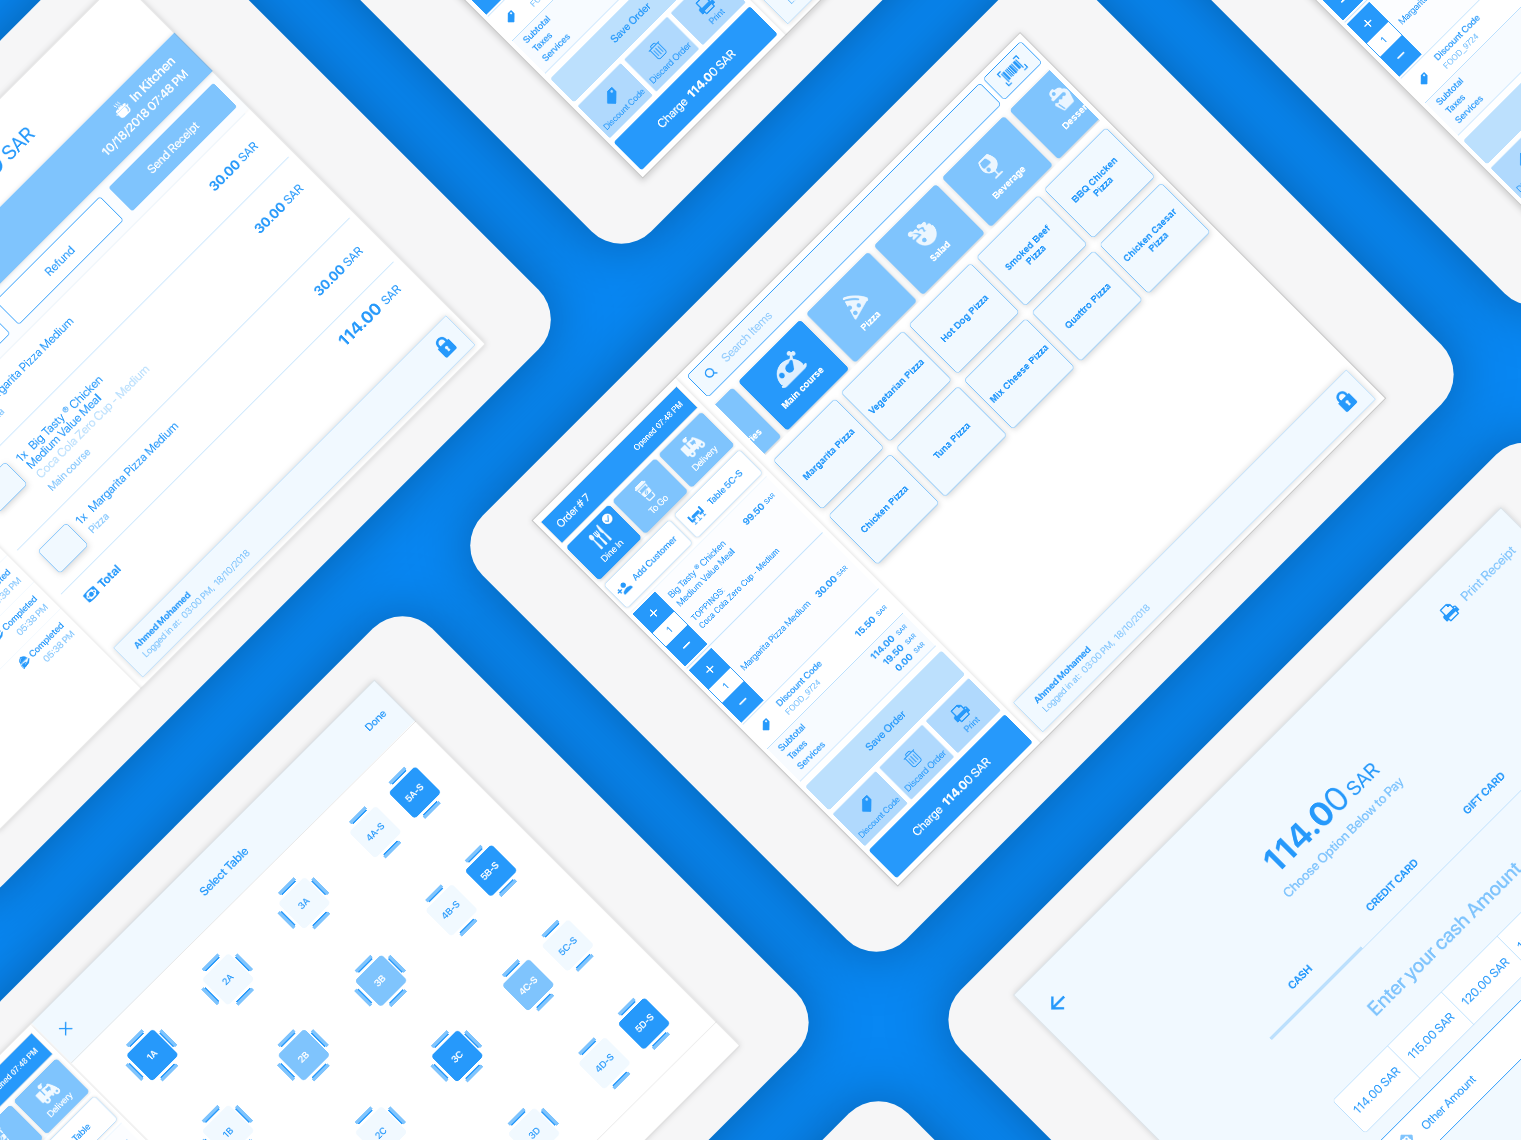 SAR
In Kitchen
10/18/2018 07:48 PM
Send Receipt
Refund
30.00 SAR
30.00 SAR
30.00 SAR
114.00 SAR
Pizza Medium
1x Big Tasty ® Chicken
Medium Value Meal
Coca Cola Zero Cup - Medium
Main course
1x Margarita Pizza Medium
Pizza
Total
Ahmed Mohamed
Logged in at: 03:00 PM, 18/10/2018
Completed
05:38 PM
Completed
05:38 PM
Subtotal
Taxes
Services
Save Order
Discount Code
Discard Order
Print
Charge 114.00 SAR
Discount Code
FOOD_9724
Subtotal
Taxes
Services
1
Order # 7
Opened 07:48 PM
Dine In
To Go
Delivery
Add Customer
Table 5C-S
1
Big Tasty ® Chicken
Medium Value Meal
99.50 SAR
TOPPINGS:
Coca Cola Zero Cup - Medium
1
Margarita Pizza Medium
30.00 SAR
Discount Code
FOOD_9724
15.50 SAR
Subtotal
114.00 SAR
Taxes
19.50 SAR
Services
0.00 SAR
Save Order
Discount Code
Discard Order
Print
Charge 114.00 SAR
Search Items
Main course
Pizza
Salad
Beverage
Margarita Pizza
Vegetarian Pizza
Hot Dog Pizza
Smoked Beef
Pizza
BBQ Chicken
Pizza
Chicken Pizza
Tuna Pizza
Mix Cheese Pizza
Quattro Pizza
Chicken Caesar
Pizza
Ahmed Mohamed
Logged in at: 03:00 PM, 18/10/2018
Select Table
Done
1A
2A
3A
4A-S
5A-S
1B
2B
3B
4B-S
5B-S
2C
3C
4C-S
5C-S
3D
4D-S
5D-S
07:48 PM
Delivery
Table
Print Receipt
114.00 SAR
Choose Option Below to Pay
CASH
CREDIT CARD
GIFT CARD
Enter your cash Amount
114.00 SAR
115.00 SAR
120.00 SAR
Other Amount